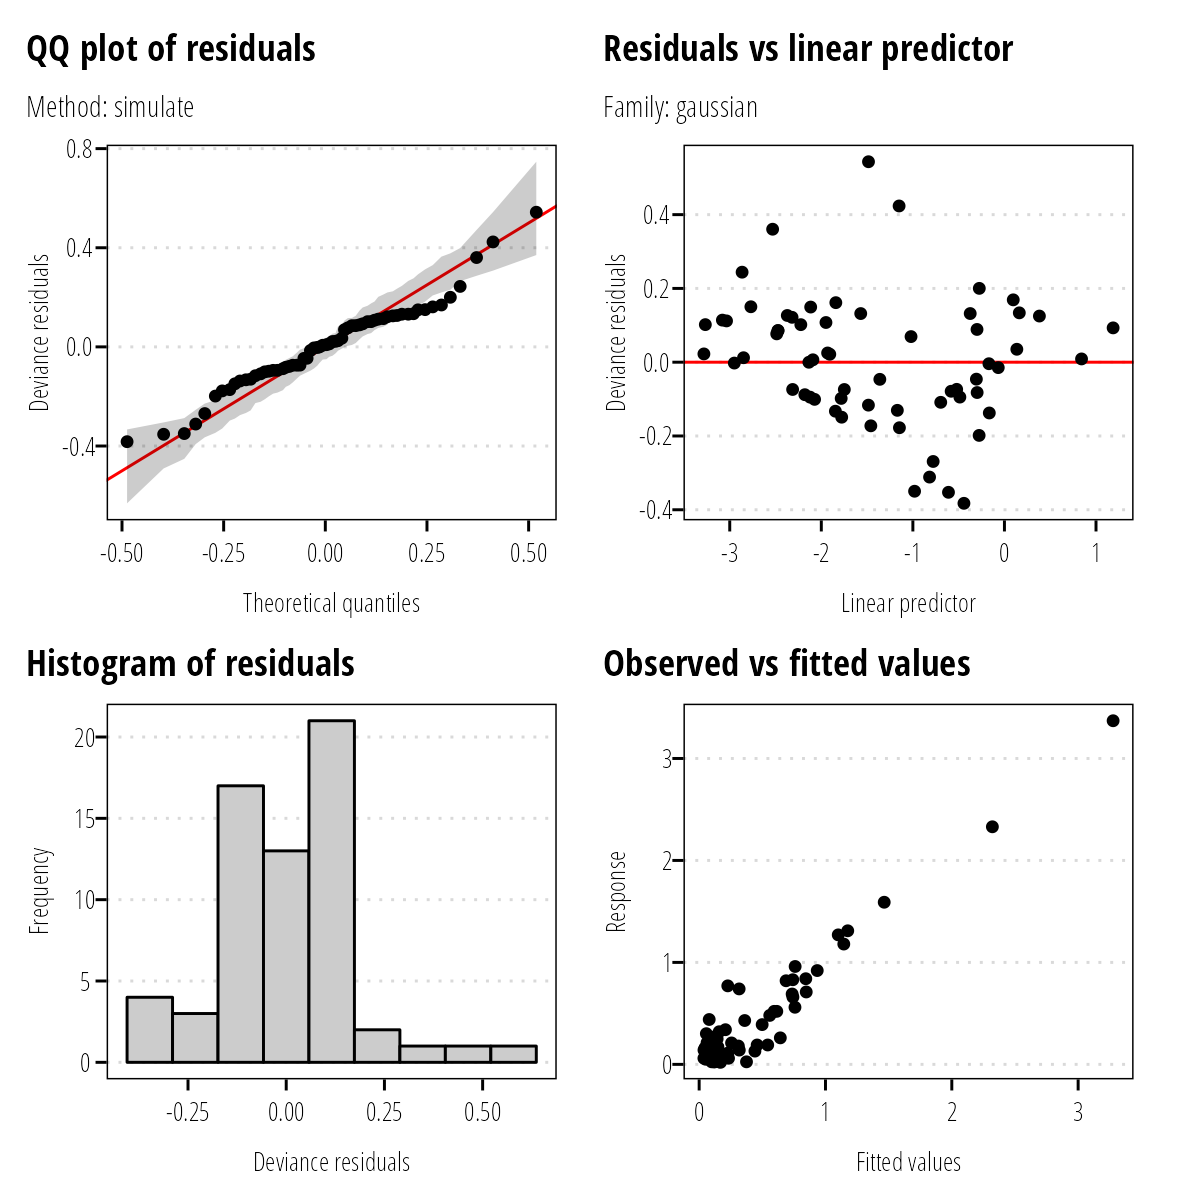 QQ plot of residuals
Method: simulate
Deviance residuals
0.8
0.4
0.0
-0.4
-0.50 -0.25 0.00 0.25 0.50
Theoretical quantiles
Residuals vs linear predictor
Family: gaussian
Deviance residuals
0.4
0.2
0.0
-0.2
-0.4
-3 -2 -1 0 1
Linear predictor
Histogram of residuals
Frequency
20
15
10
5
0
-0.25 0.00 0.25 0.50
Deviance residuals
Observed vs fitted values
Response
3
2
1
0
0 1 2 3
Fitted values